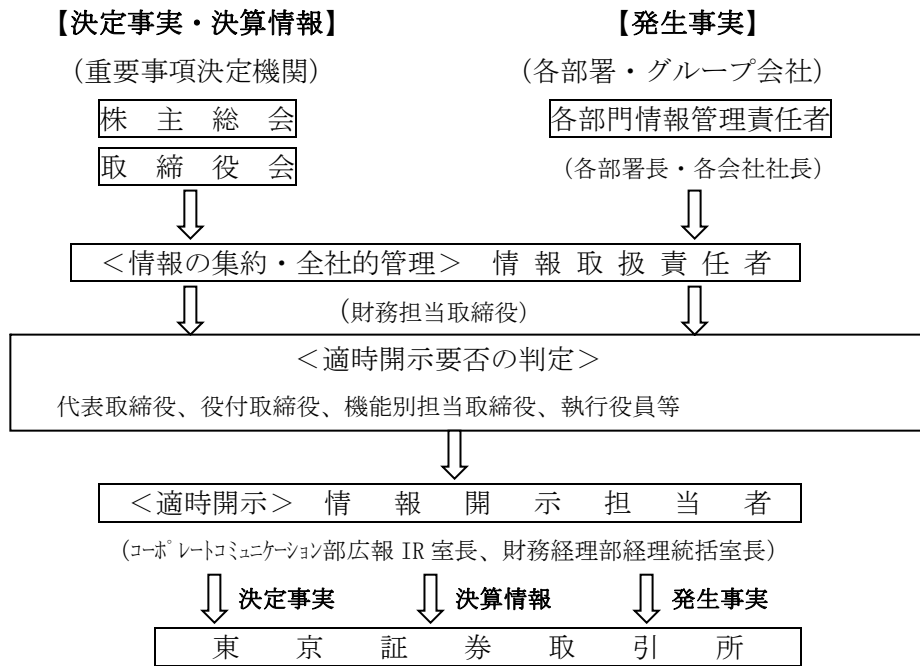 【決定事実・決算情報】 【発生事実】
(重要事項決定機関) (各部署・グループ会社)
株 主 総 会 各部門情報管理責任者
取 締 役 会 (各部署長・各会社社長)
<情報の集約・全社的管理> 情 報 取 扱 責 任 者
(財務担当取締役)
<適時開示要否の判定>
代表取締役、役付取締役、機能別担当取締役、執行役員等
<適時開示> 情 報 開 示 担 当 者
(コーポレートコミュニケーション部広報 IR 室長、財務経理部経理統括室長)
決定事実 決算情報 発生事実
東 京 証 券 取 引 所